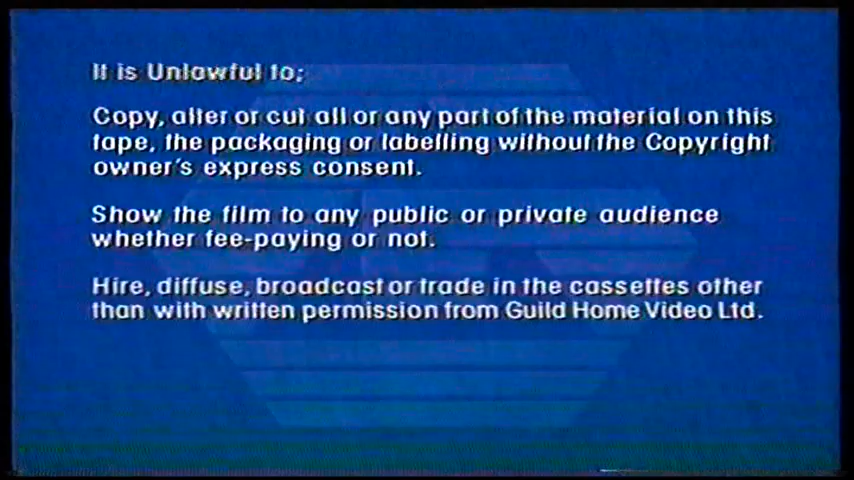 It is Unlawful to;
Copy, alter or cut all or any part of the material on this
tape, the packaging or labelling without the Copyright
owner's express consent.
Show the film to any public or private audience
whether fee-paying or not.
Hire, diffuse, broadcast or trade in the cassettes other
than with written permission from Guild Home Video Ltd.